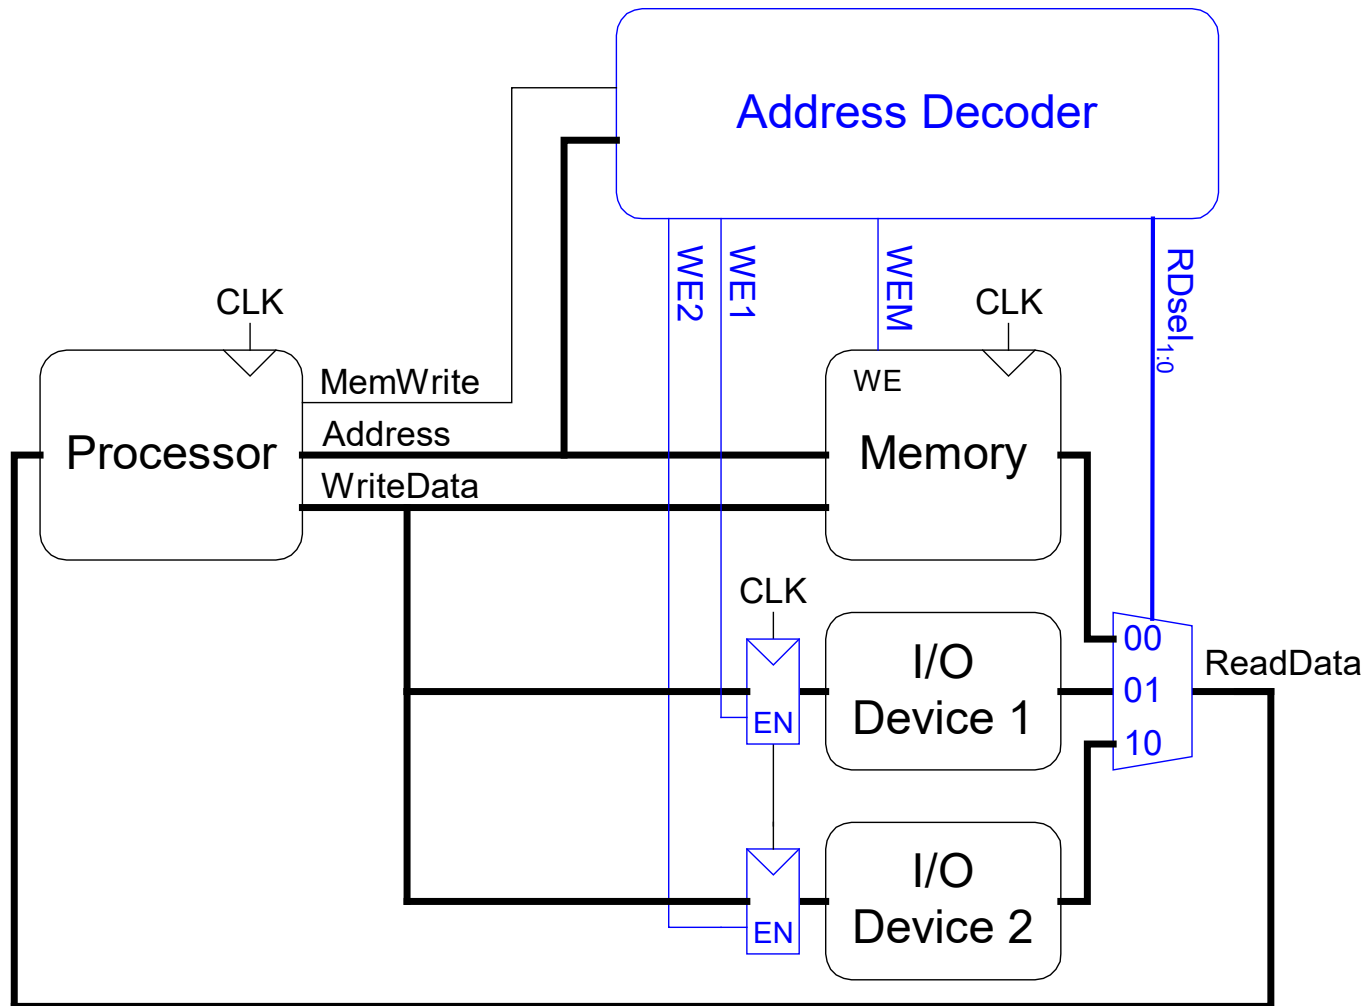 Address Decoder
WE2
WE1
WEM
RDsel1:0
CLK
CLK
MemWrite
WE
Processor
Address
Memory
WriteData
CLK
I/O
Device 1
EN
00
01
10
ReadData
I/O
Device 2
EN